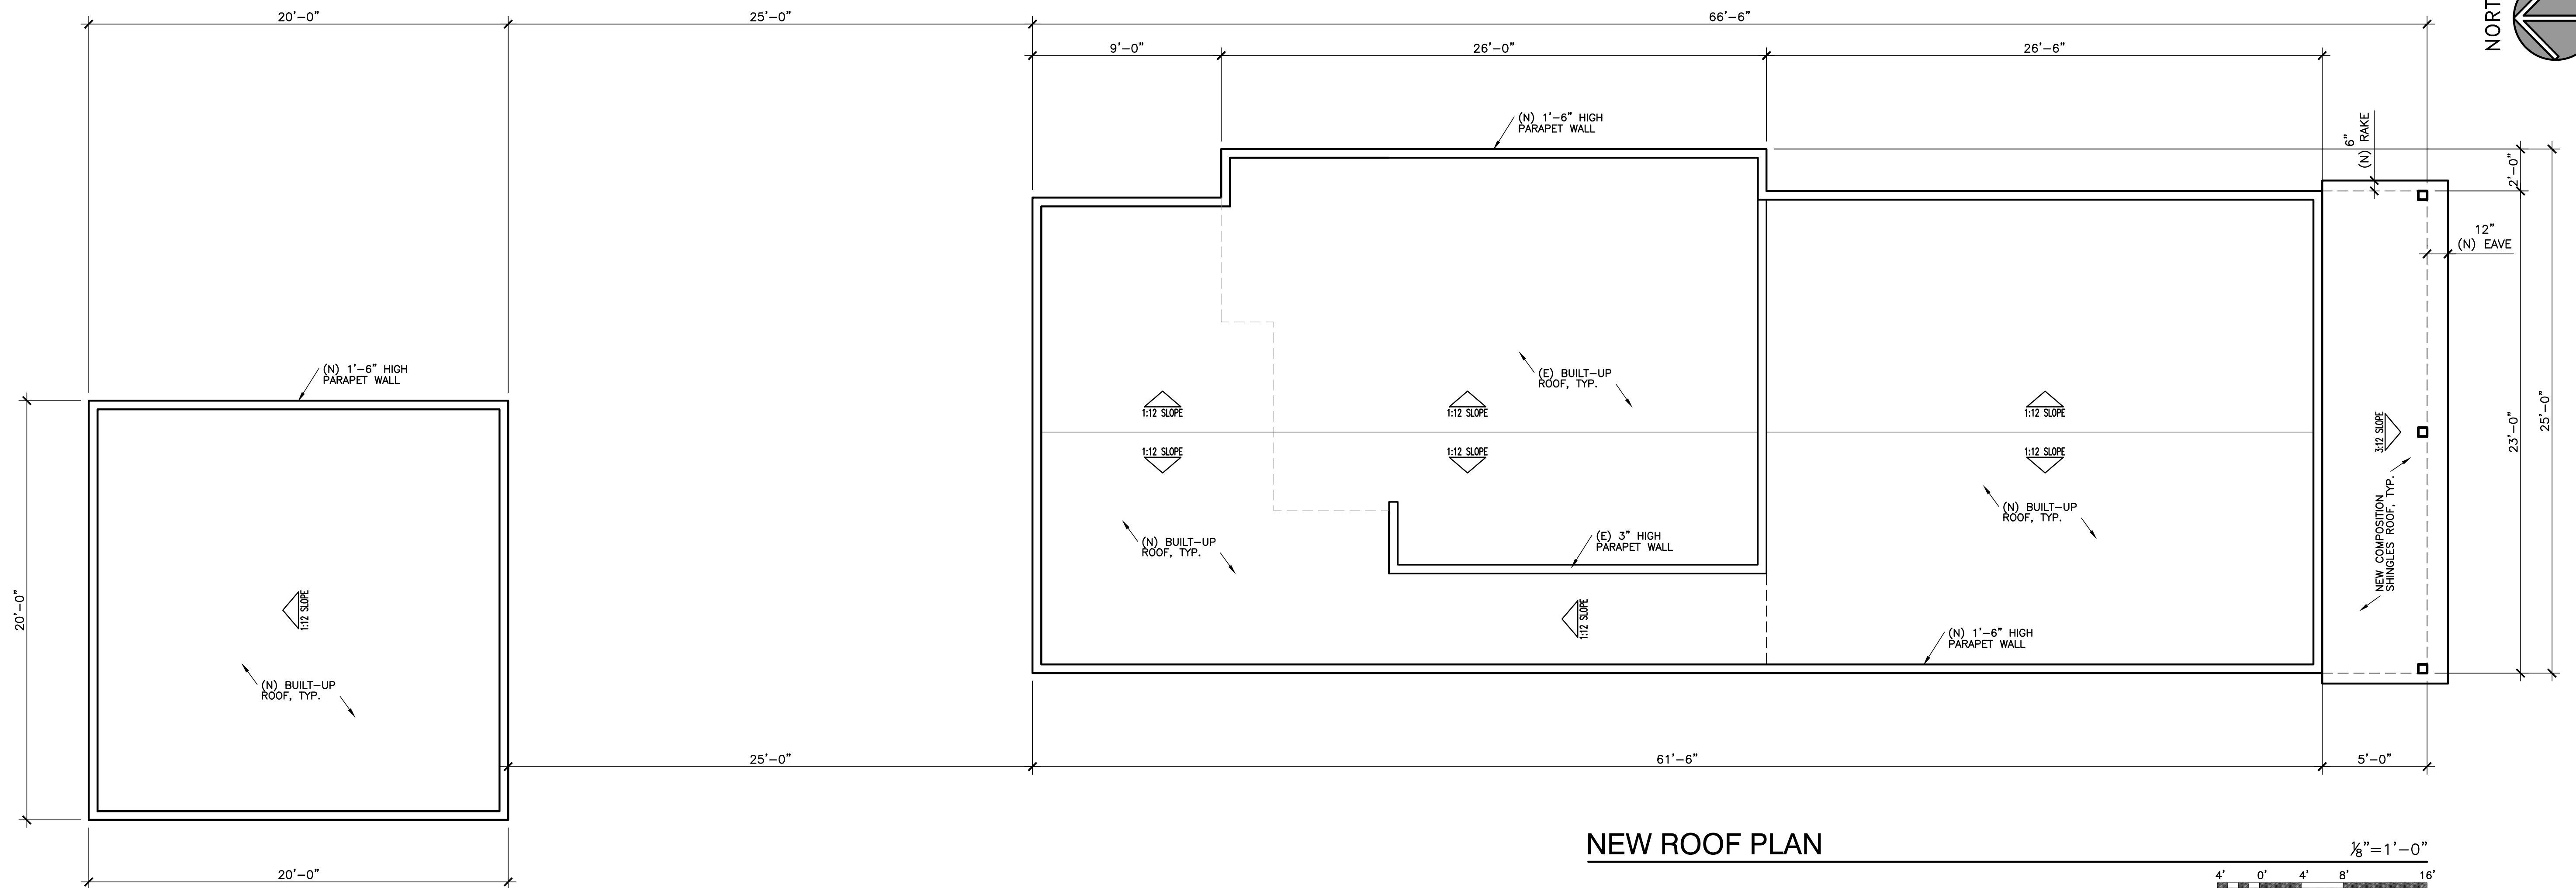 20'-0"
25'-0"
66'-6"
9'-0"
26'-0"
26'-6"
(N) 1'-6" HIGH
PARAPET WALL
6"
(N) RAKE
2'-0"
12"
(N) EAVE
(N) 1'-6" HIGH
PARAPET WALL
(E) BUILT-UP
ROOF, TYP.
1:12 SLOPE
1:12 SLOPE
1:12 SLOPE
1:12 SLOPE
1:12 SLOPE
1:12 SLOPE
3:12 SLOPE
23'-0"
25'-0"
(N) BUILT-UP
ROOF, TYP.
(N) BUILT-UP
ROOF, TYP.
(E) 3" HIGH
PARAPET WALL
NEW COMPOSITION
SHINGLES ROOF, TYP.
20'-0"
1:12 SLOPE
1:12 SLOPE
(N) 1'-6" HIGH
PARAPET WALL
(N) BUILT-UP
ROOF, TYP.
25'-0"
61'-6"
5'-0"
20'-0"
NEW ROOF PLAN
⅛"=1'-0"
4' 0' 4' 8' 16'